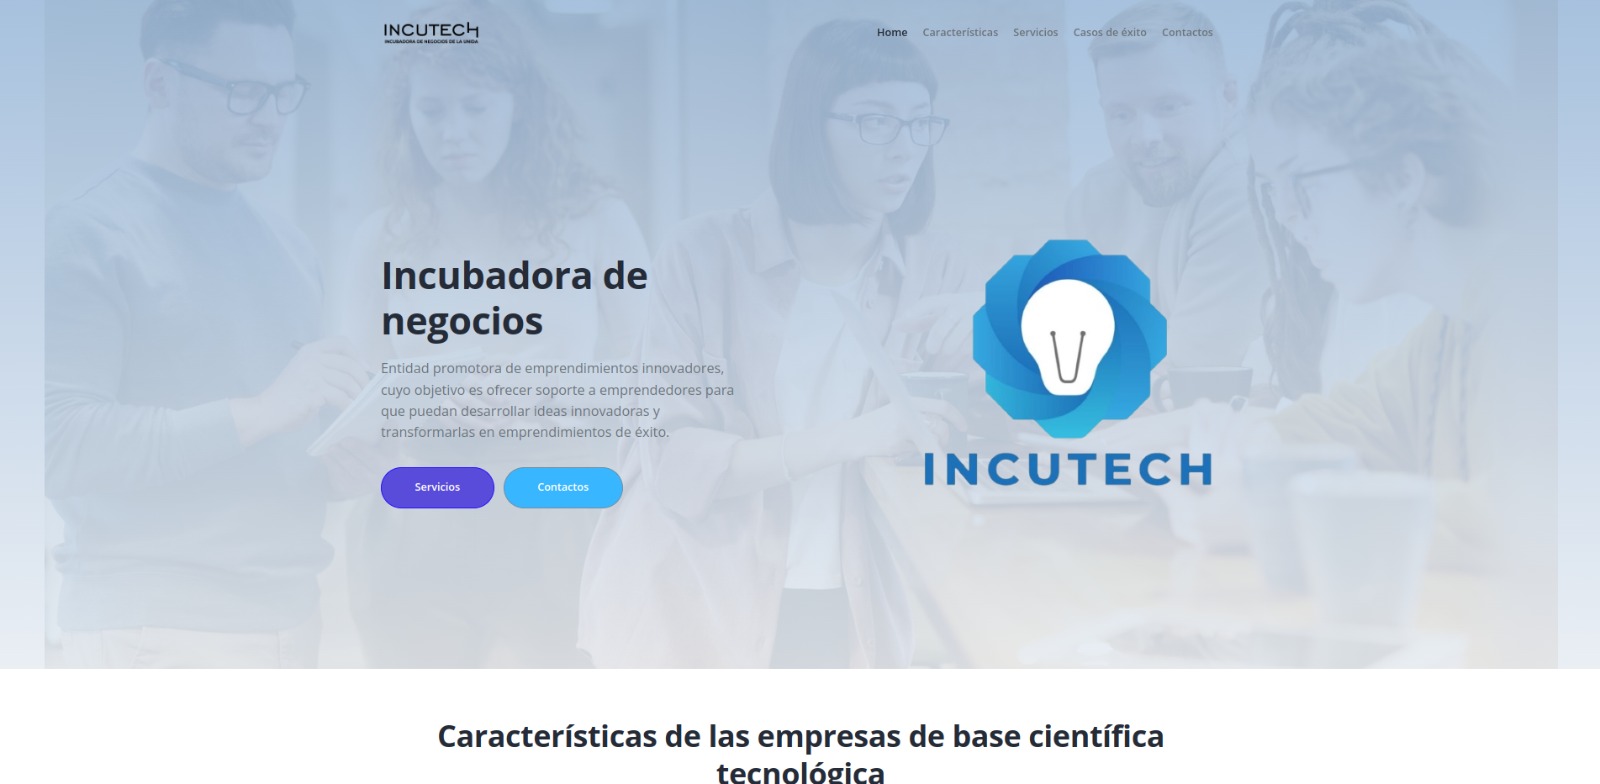 INCUTECH
INCUBADORA DE NEGOCIOS DE LA UNIDA
Home Características Servicios Casos de éxito Contactos
Incubadora de
negocios
Entidad promotora de emprendimientos innovadores,
cuyo objetivo es ofrecer soporte a emprendedores para
que puedan desarrollar ideas innovadoras y
transformarlas en emprendimientos de éxito.
Servicios Contactos
INCUTECH
Características de las empresas de base científica
tecnológica